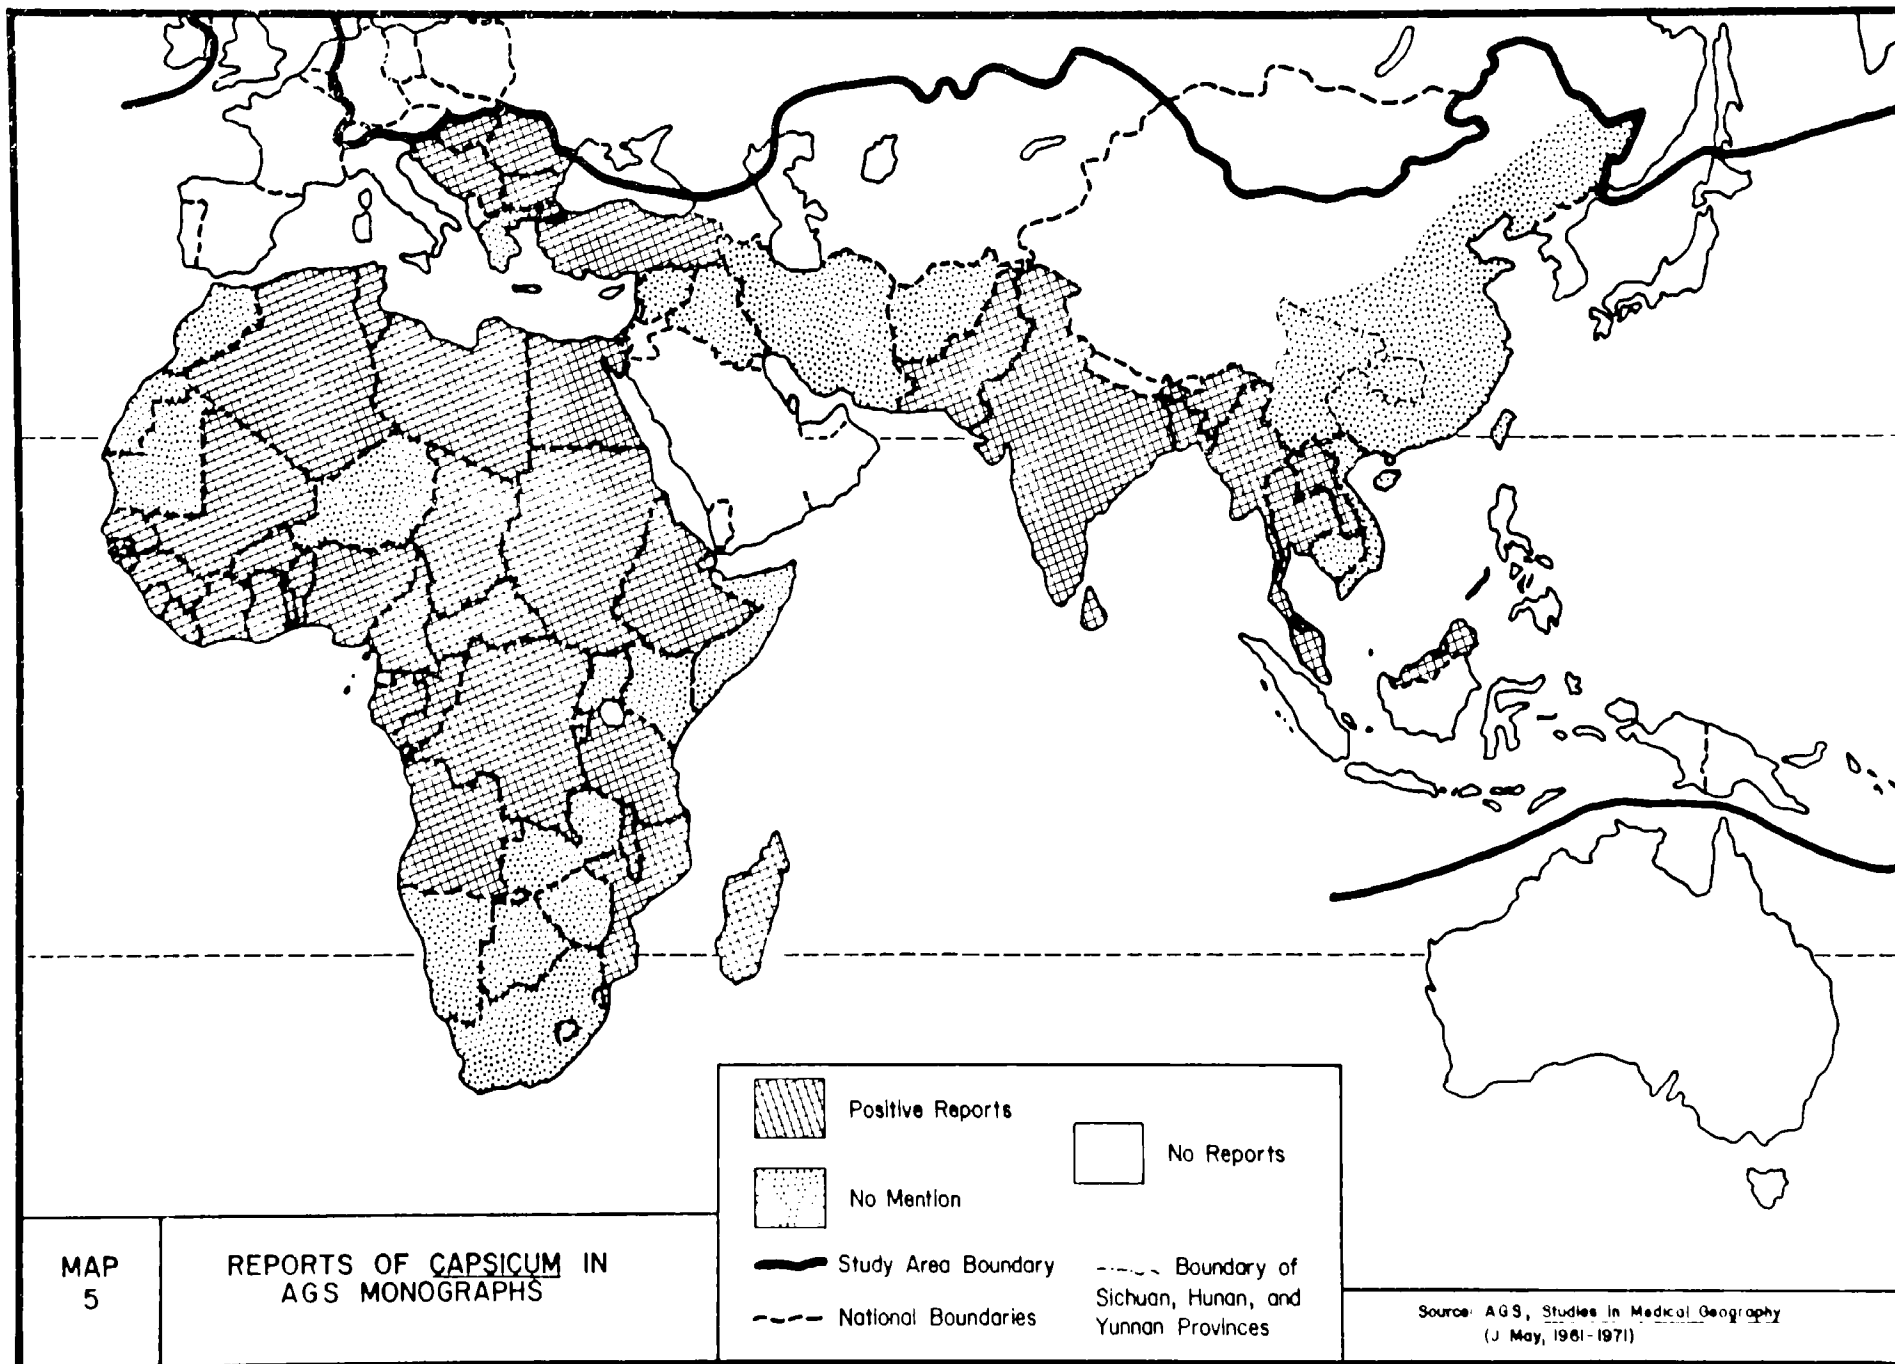 Positive Reports
No Reports
No Mention
Study Area Boundary
National Boundaries
Boundary of
Sichuan, Hunan, and
Yunnan Provinces
MAP
5
REPORTS OF CAPSICUM IN
AGS MONOGRAPHS
Source: AGS, Studies in Medical Geography
(J May, 1961-1971)